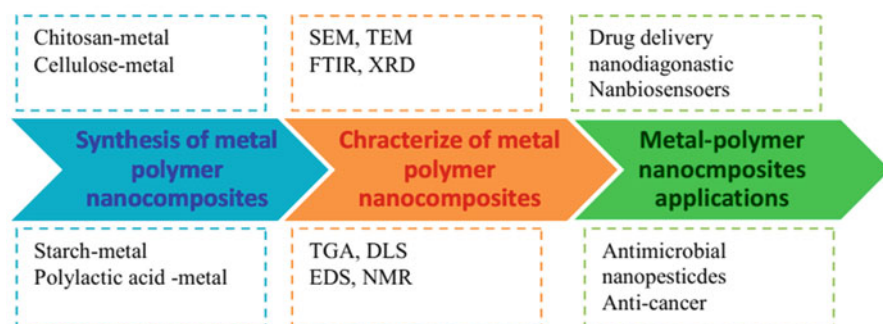 Chitosan-metal
Cellulose-metal
SEM, TEM
FTIR, XRD
Drug delivery
nanodiagonastic
Nanbiosensoers
Synthesis of metal
polymer
nanocomposites
Chracterize of metal
polymer
nanocomposites
Metal-polymer
nanocmposites
applications
Starch-metal
Polylactic acid -metal
TGA, DLS
EDS, NMR
Antimicrobial
nanopesticdes
Anti-cancer